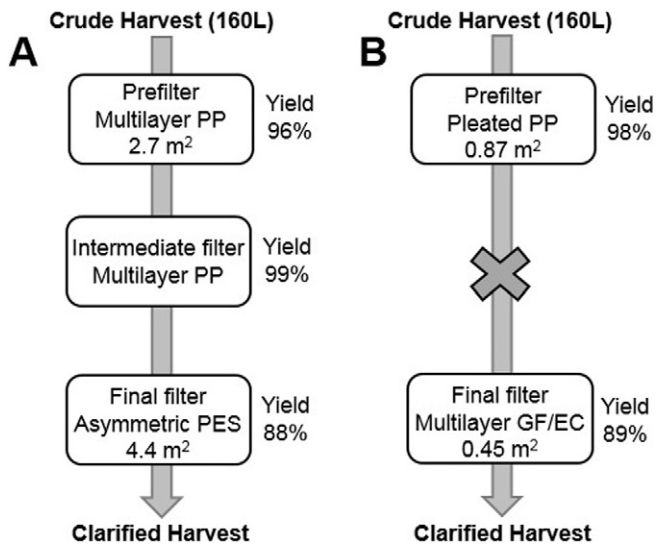 Crude Harvest (160L)
A
Prefilter
Multilayer PP
2.7 m²
Yield
96%
Intermediate filter
Multilayer PP
Yield
99%
Final filter
Asymmetric PES
4.4 m²
Yield
88%
Clarified Harvest
Crude Harvest (160L)
B
Prefilter
Pleated PP
0.87 m²
Yield
98%
Final filter
Multilayer GF/EC
0.45 m²
Yield
89%
Clarified Harvest